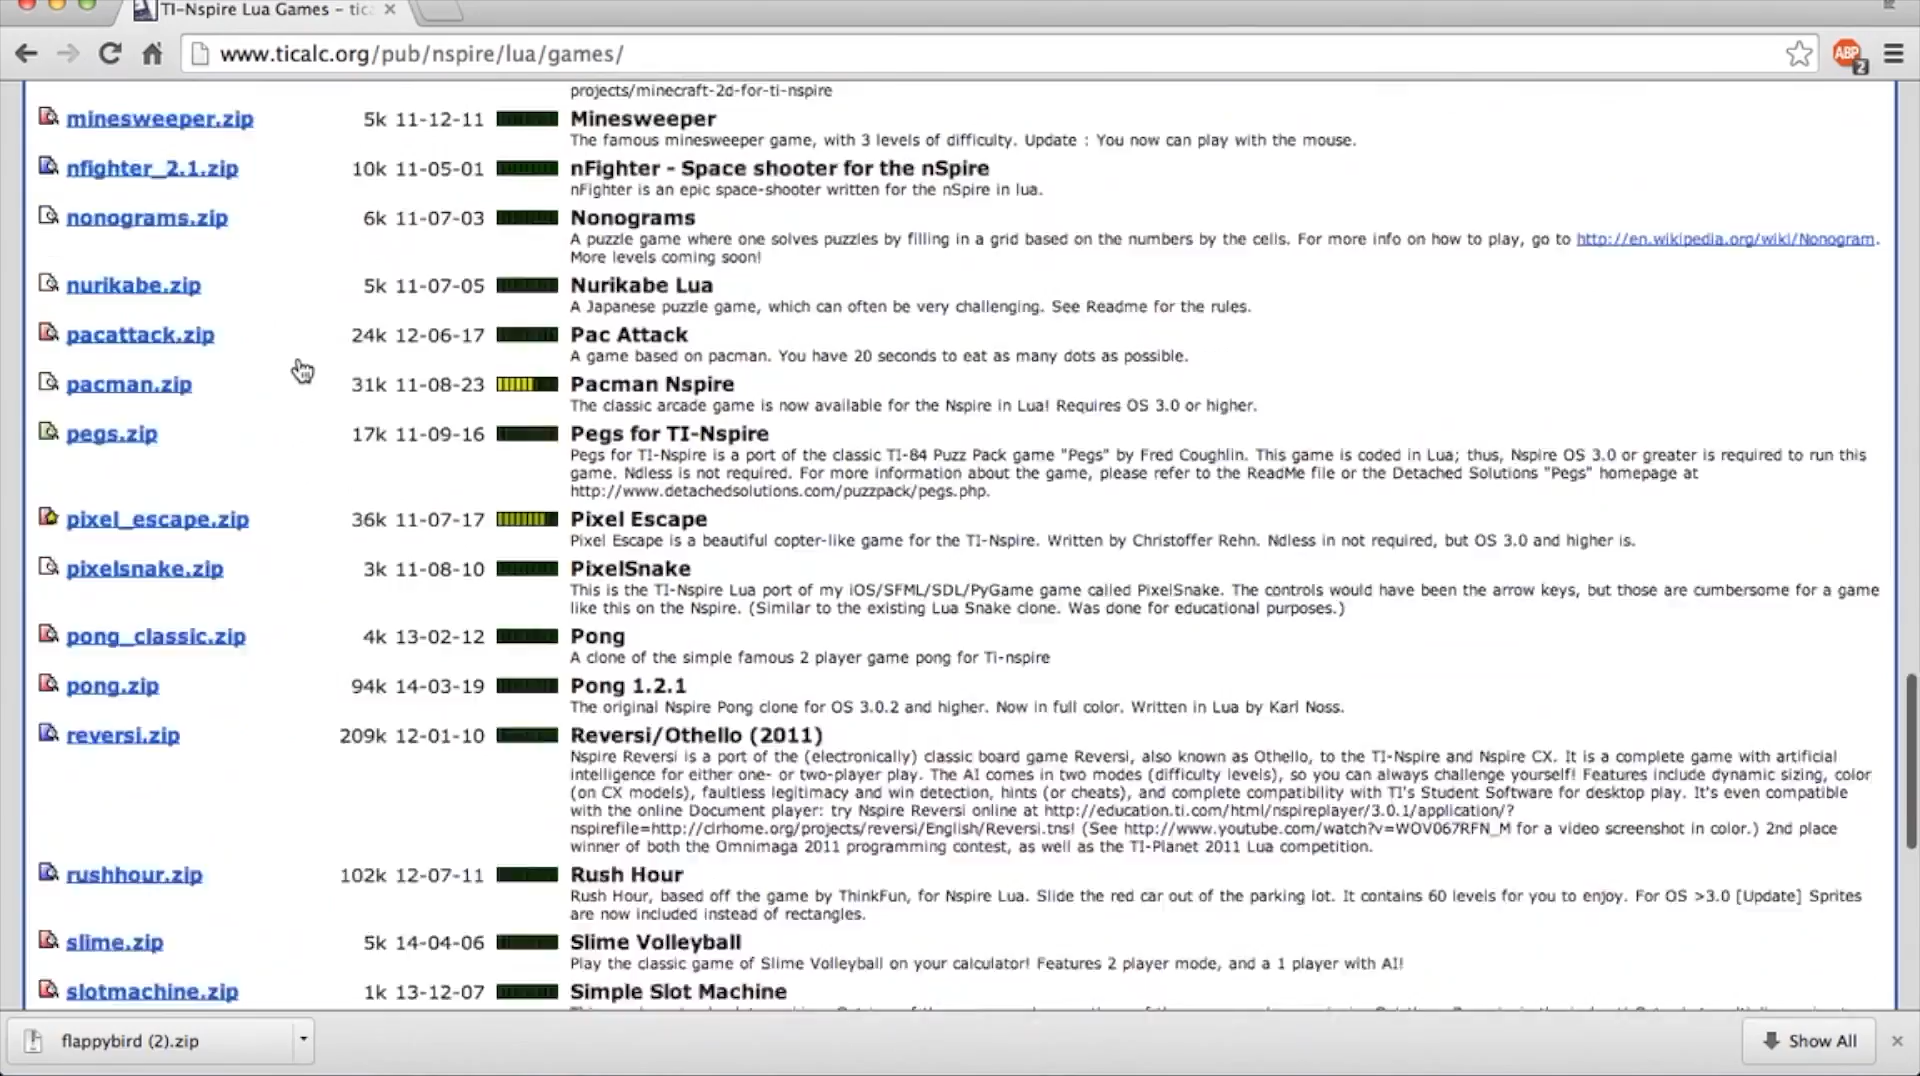 TI-Nspire Lua Games – tic
www.ticalc.org/pub/nspire/lua/games/
ABP
2
projects/minecraft-2d-for-ti-nspire
minesweeper.zip 5k 11-12-11 Minesweeper
The famous minesweeper game, with 3 levels of difficulty. Update : You now can play with the mouse.
nfighter_2.1.zip 10k 11-05-01 nFighter - Space shooter for the nSpire
nFighter is an epic space-shooter written for the nSpire in lua.
nonograms.zip 6k 11-07-03 Nonograms
A puzzle game where one solves puzzles by filling in a grid based on the numbers by the cells. For more info on how to play, go to http://en.wikipedia.org/wiki/Nonogram.
More levels coming soon!
nurikabe.zip 5k 11-07-05 Nurikabe Lua
A Japanese puzzle game, which can often be very challenging. See Readme for the rules.
pacattack.zip 24k 12-06-17 Pac Attack
A game based on pacman. You have 20 seconds to eat as many dots as possible.
pacman.zip 31k 11-08-23 Pacman Nspire
The classic arcade game is now available for the Nspire in Lua! Requires OS 3.0 or higher.
pegs.zip 17k 11-09-16 Pegs for TI-Nspire
Pegs for TI-Nspire is a port of the classic TI-84 Puzz Pack game "Pegs" by Fred Coughlin. This game is coded in Lua; thus, Nspire OS 3.0 or greater is required to run this
game. Ndless is not required. For more information about the game, please refer to the ReadMe file or the Detached Solutions "Pegs" homepage at
http://www.detachedsolutions.com/puzzpack/pegs.php.
pixel_escape.zip 36k 11-07-17 Pixel Escape
Pixel Escape is a beautiful copter-like game for the TI-Nspire. Written by Christoffer Rehn. Ndless in not required, but OS 3.0 and higher is.
pixelsnake.zip 3k 11-08-10 PixelSnake
This is the TI-Nspire Lua port of my iOS/SFML/SDL/PyGame game called PixelSnake. The controls would have been the arrow keys, but those are cumbersome for a game
like this on the Nspire. (Similar to the existing Lua Snake clone. Was done for educational purposes.)
pong_classic.zip 4k 13-02-12 Pong
A clone of the simple famous 2 player game pong for Ti-nspire
pong.zip 94k 14-03-19 Pong 1.2.1
The original Nspire Pong clone for OS 3.0.2 and higher. Now in full color. Written in Lua by Karl Noss.
reversi.zip 209k 12-01-10 Reversi/Othello (2011)
Nspire Reversi is a port of the (electronically) classic board game Reversi, also known as Othello, to the TI-Nspire and Nspire CX. It is a complete game with artificial
intelligence for either one- or two-player play. The AI comes in two modes (difficulty levels), so you can always challenge yourself! Features include dynamic sizing, color
(on CX models), faultless legitimacy and win detection, hints (or cheats), and complete compatibility with TI's Student Software for desktop play. It's even compatible
with the online Document player: try Nspire Reversi online at http://education.ti.com/html/nspireplayer/3.0.1/application/?
nspirefile=http://clrhome.org/projects/reversi/English/Reversi.tns! (See http://www.youtube.com/watch?v=WOV067RFN_M for a video screenshot in color.) 2nd place
winner of both the Omnimaga 2011 programming contest, as well as the TI-Planet 2011 Lua competition.
rushhour.zip 102k 12-07-11 Rush Hour
Rush Hour, based off the game by ThinkFun, for Nspire Lua. Slide the red car out of the parking lot. It contains 60 levels for you to enjoy. For OS >3.0 [Update] Sprites
are now included instead of rectangles.
slime.zip 5k 14-04-06 Slime Volleyball
Play the classic game of Slime Volleyball on your calculator! Features 2 player mode, and a 1 player with AI!
slotmachine.zip 1k 13-12-07 Simple Slot Machine
flappybird (2).zip
Show All